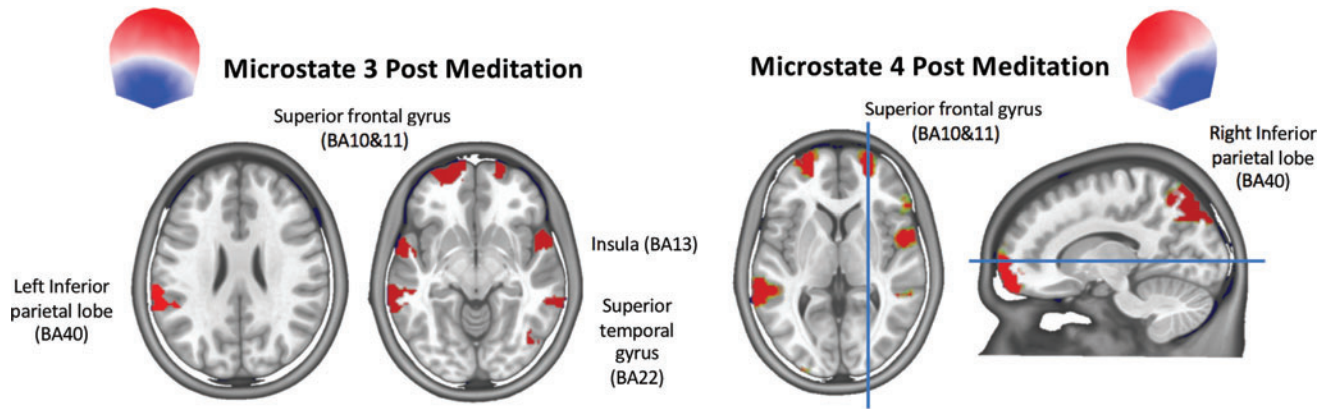 Microstate 3 Post Meditation
Superior frontal gyrus
(BA10&11)
Left Inferior
parietal lobe
(BA40)
Insula (BA13)
Superior
temporal
gyrus
(BA22)
Microstate 4 Post Meditation
Superior frontal gyrus
(BA10&11)
Right Inferior
parietal lobe
(BA40)